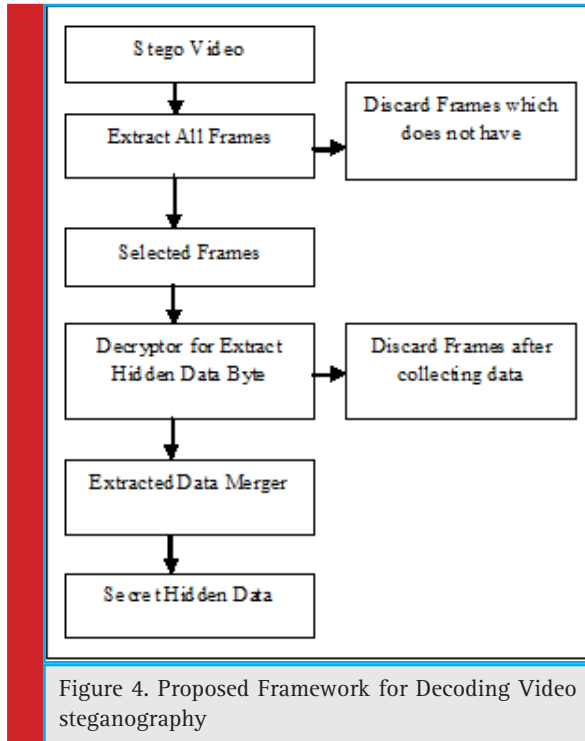 Stego Video
Extract All Frames
Discard Frames which
does not have
Selected Frames
Decryptor for Extract
Hidden Data Byte
Discard Frames after
collecting data
Extracted Data Merger
Secret Hidden Data
Figure 4. Proposed Framework for Decoding Video
steganography